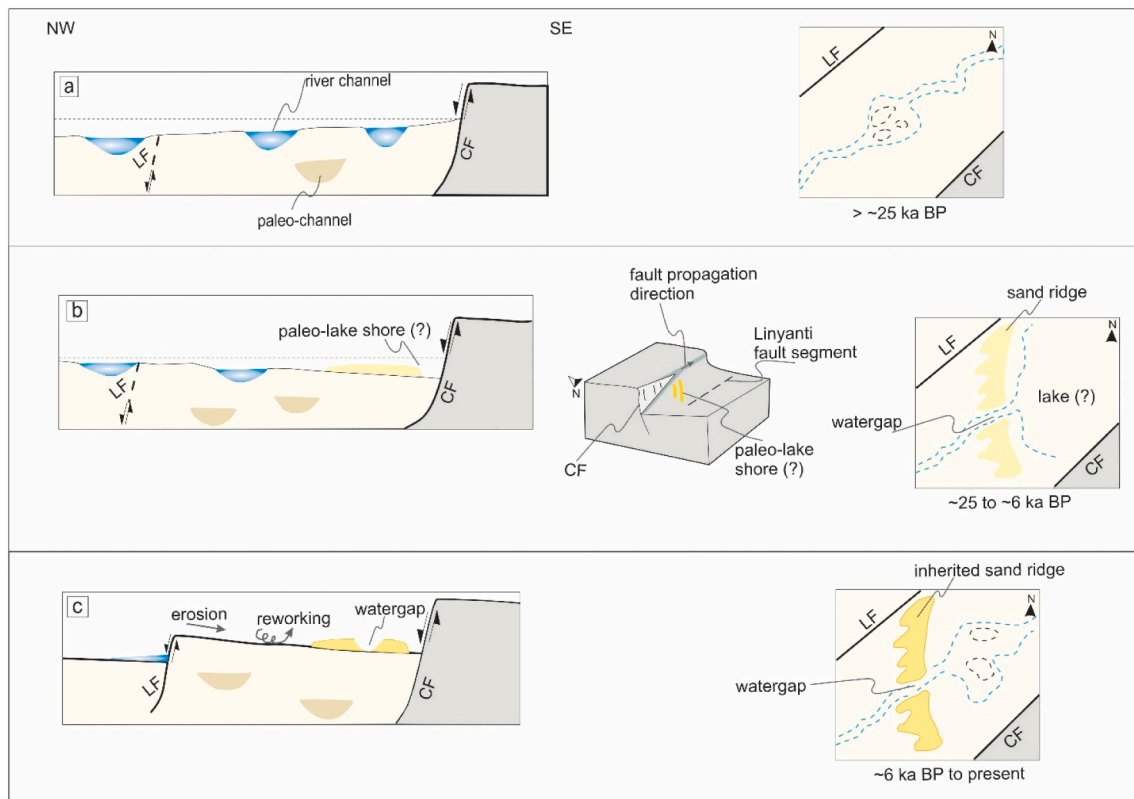 NW
SE
a
river channel
LF
CF
paleo-channel
N
LF
CF
> ~25 ka BP
b
paleo-lake shore (?)
LF
CF
fault propagation
direction
Linyanti
fault segment
N
CF
paleo-lake
shore (?)
sand ridge
N
LF
lake (?)
watergap
CF
~25 to ~6 ka BP
c
erosion
reworking
watergap
LF
CF
inherited sand ridge
N
LF
watergap
CF
~6 ka BP to present